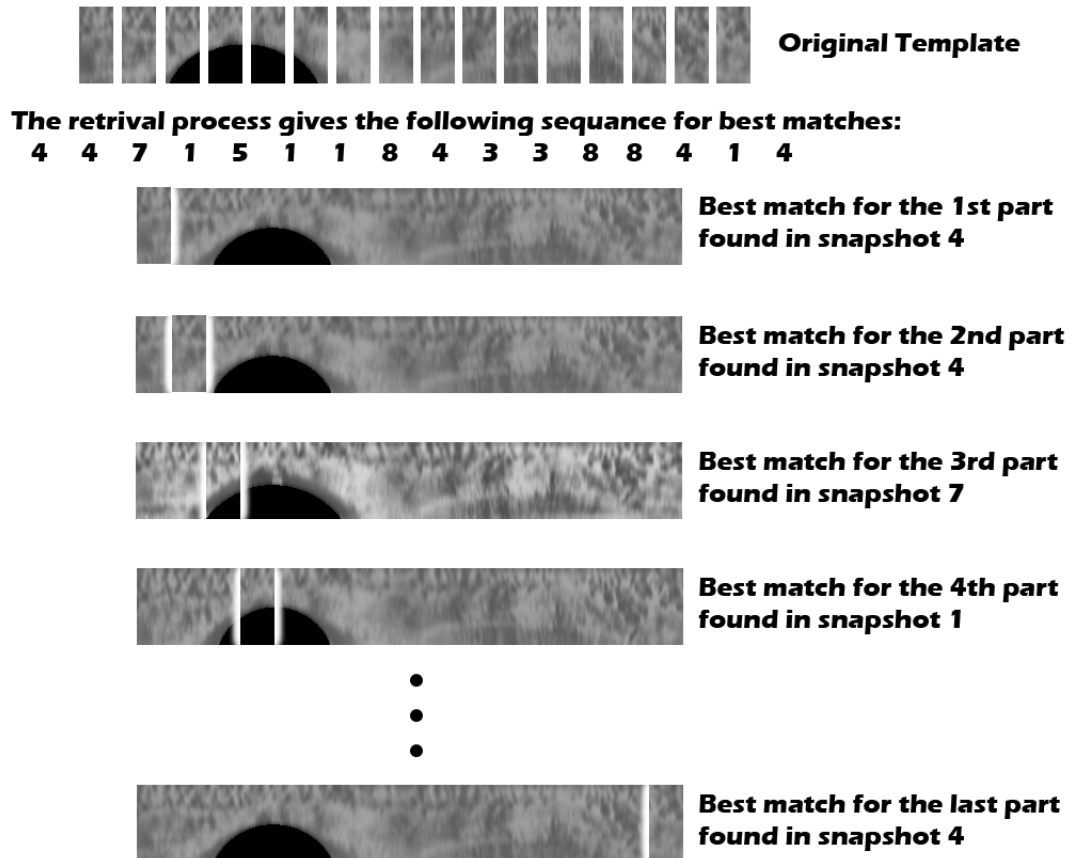 Original Template
The retrival process gives the following sequance for best matches:
4 4 7 1 5 1 1 8 4 3 3 8 8 4 1 4
Best match for the 1st part
found in snapshot 4
Best match for the 2nd part
found in snapshot 4
Best match for the 3rd part
found in snapshot 7
Best match for the 4th part
found in snapshot 1
Best match for the last part
found in snapshot 4